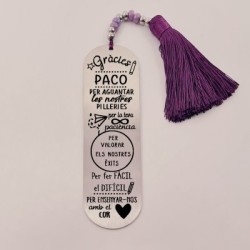 Gràcies
PACO
PER AGUANTAR
les nostres
PILLERIES
per la teva
paciència
PER
VALORAR
ELS NOSTRES
ÈXITS
Per fer FÀCIL
el DIFÍCIL
PER ENSENYAR-NOS
amb el
COR